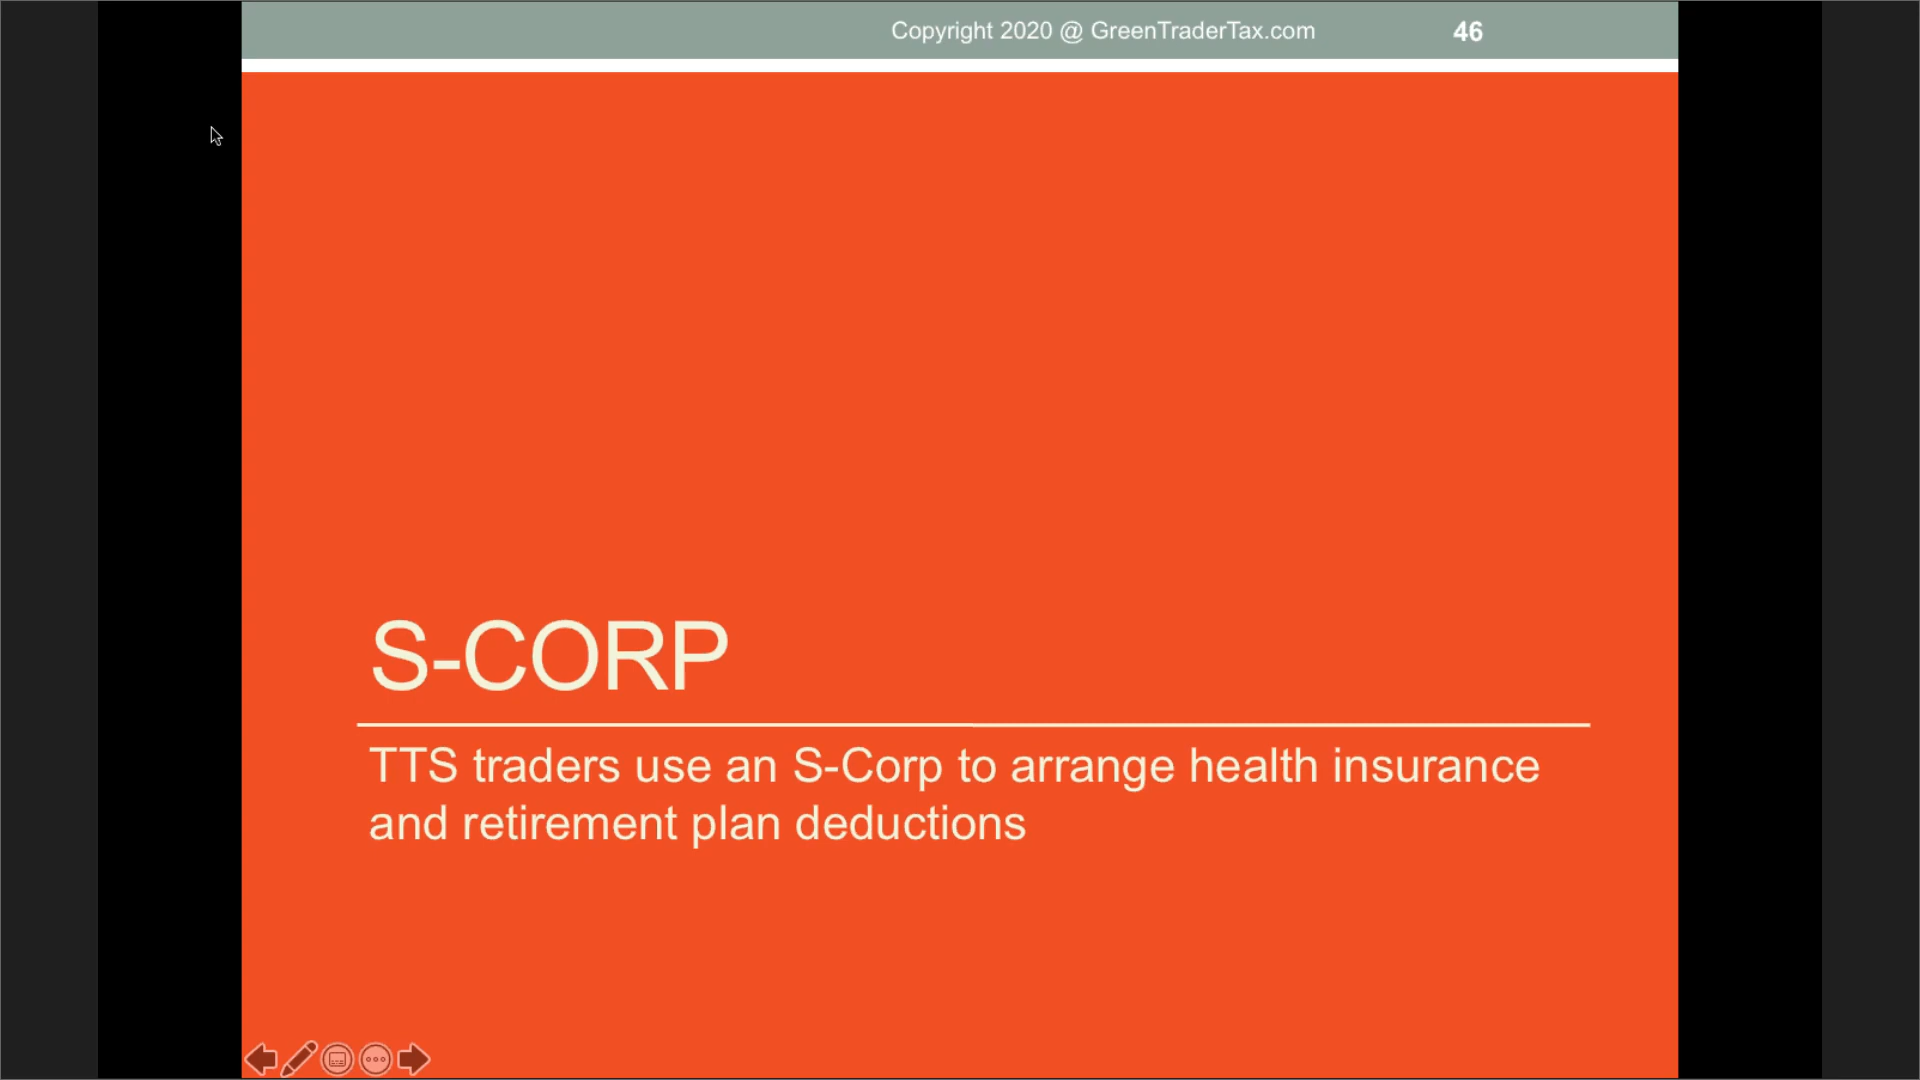 Copyright 2020 @ GreenTraderTax.com 46
S-CORP
TTS traders use an S-Corp to arrange health insurance
and retirement plan deductions